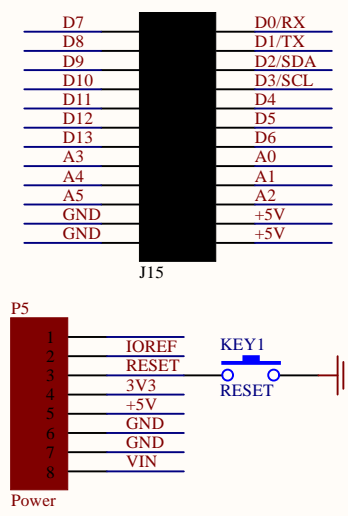 D7 D0/RX
D8 D1/TX
D9 D2/SDA
D10 D3/SCL
D11 D4
D12 D5
D13 D6
A3 A0
A4 A1
A5 A2
GND +5V
GND +5V
J15
P5
1
2 IOREF
3 RESET
4 3V3
5 +5V
6 GND
7 GND
8 VIN
Power
KEY1
RESET